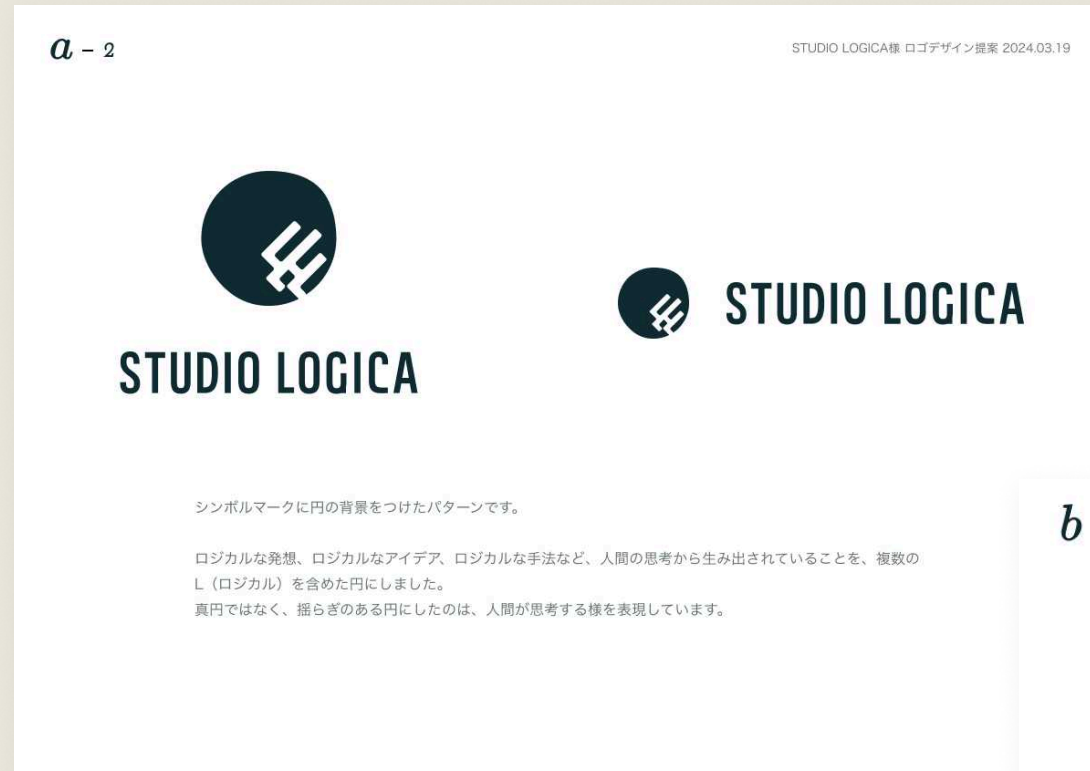 a - 2
STUDIO LOGICA様 ロゴデザイン提案 2024.03.19
STUDIO LOGICA
STUDIO LOGICA
シンボルマークに円の背景をつけたパターンです。
ロジカルな発想、ロジカルなアイデア、ロジカルな手法など、人間の思考から生み出されていることを、複数の
L（ロジカル）を含めた円にしました。
真円ではなく、揺らぎのある円にしたのは、人間が思考する様を表現しています。
b